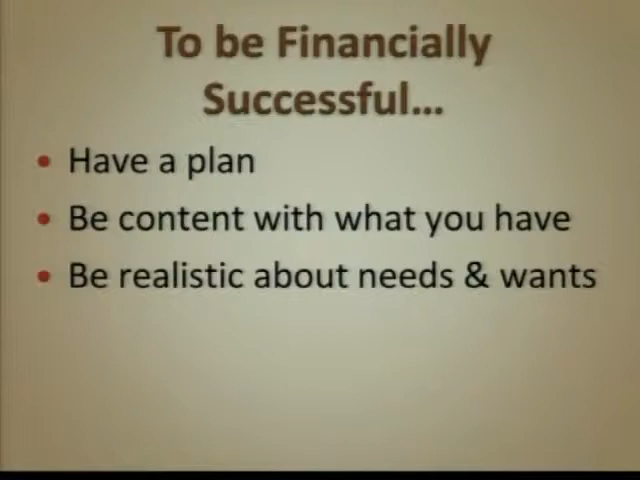 To be Financially
Successful...
• Have a plan
• Be content with what you have
• Be realistic about needs & wants